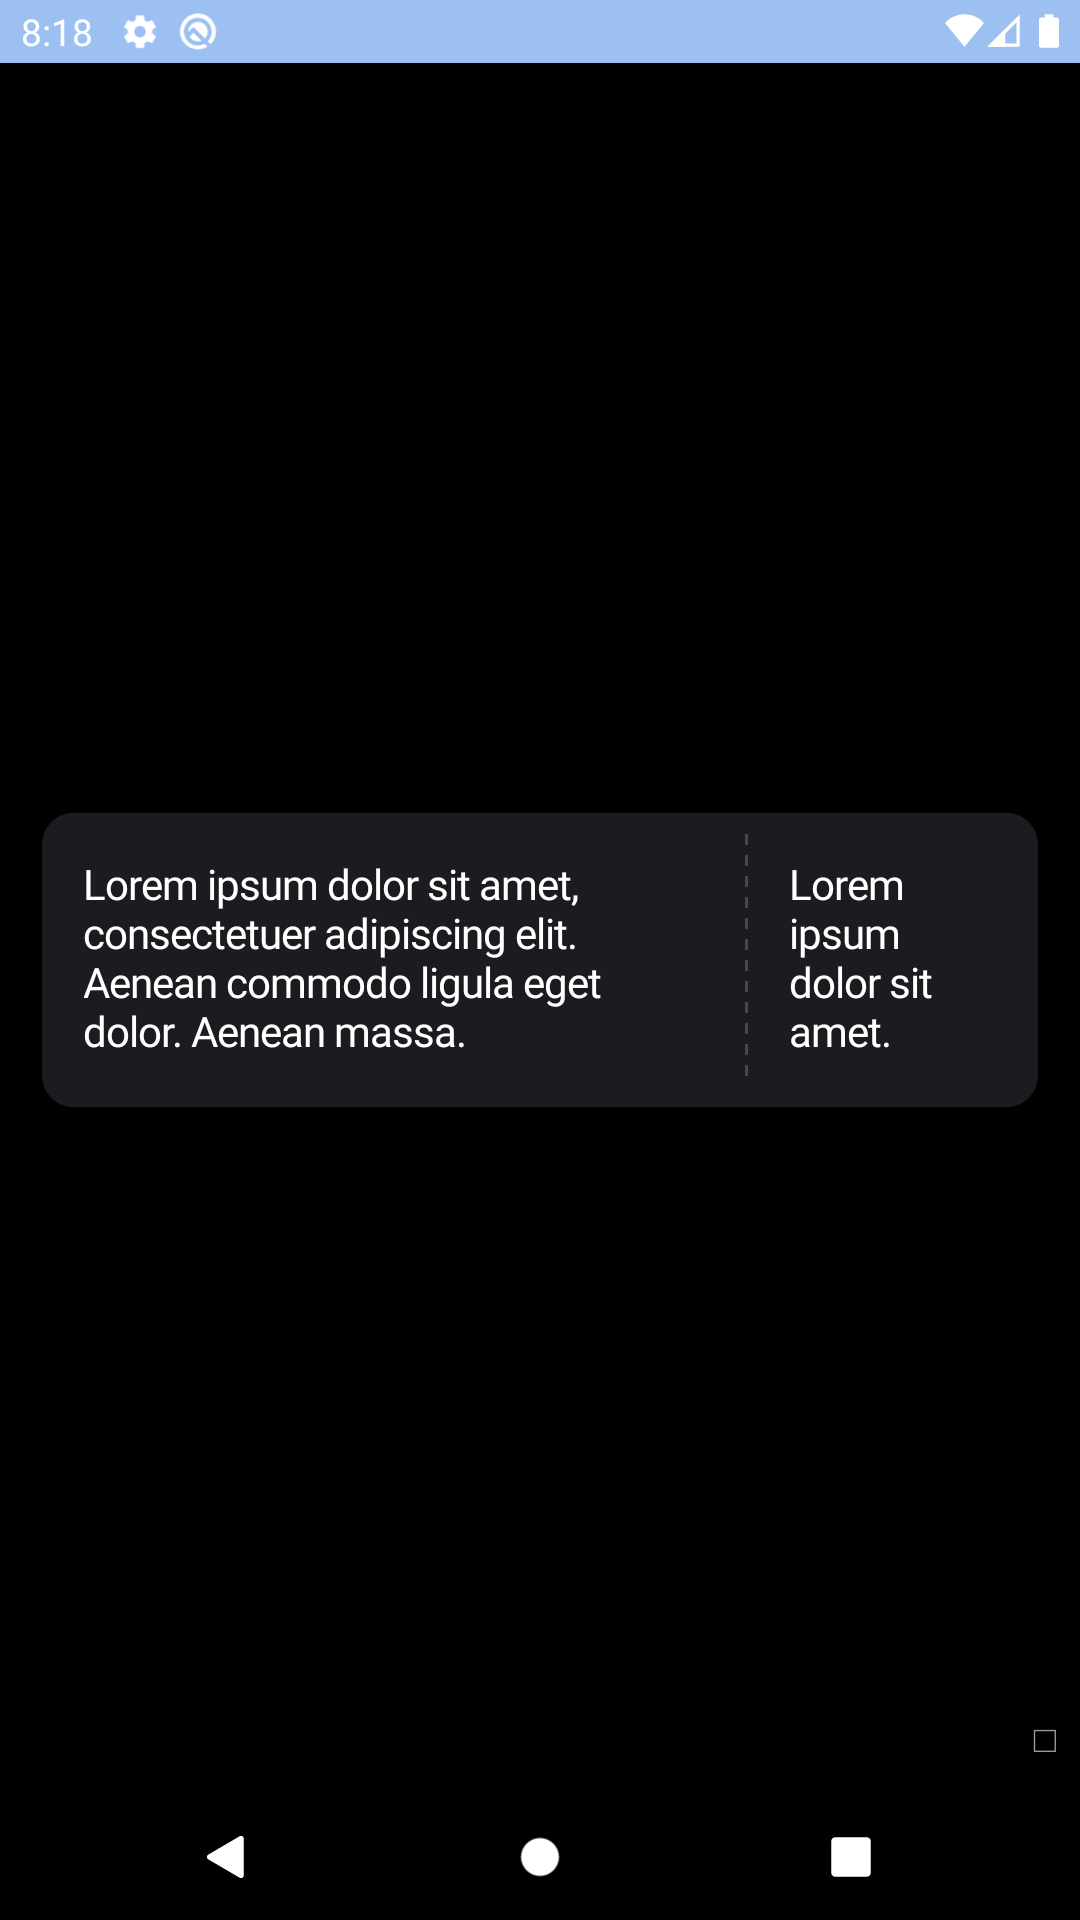 8:18
Lorem ipsum dolor sit amet,
consectetuer adipiscing elit.
Aenean commodo ligula eget
dolor. Aenean massa.
Lorem
ipsum
dolor sit
amet.